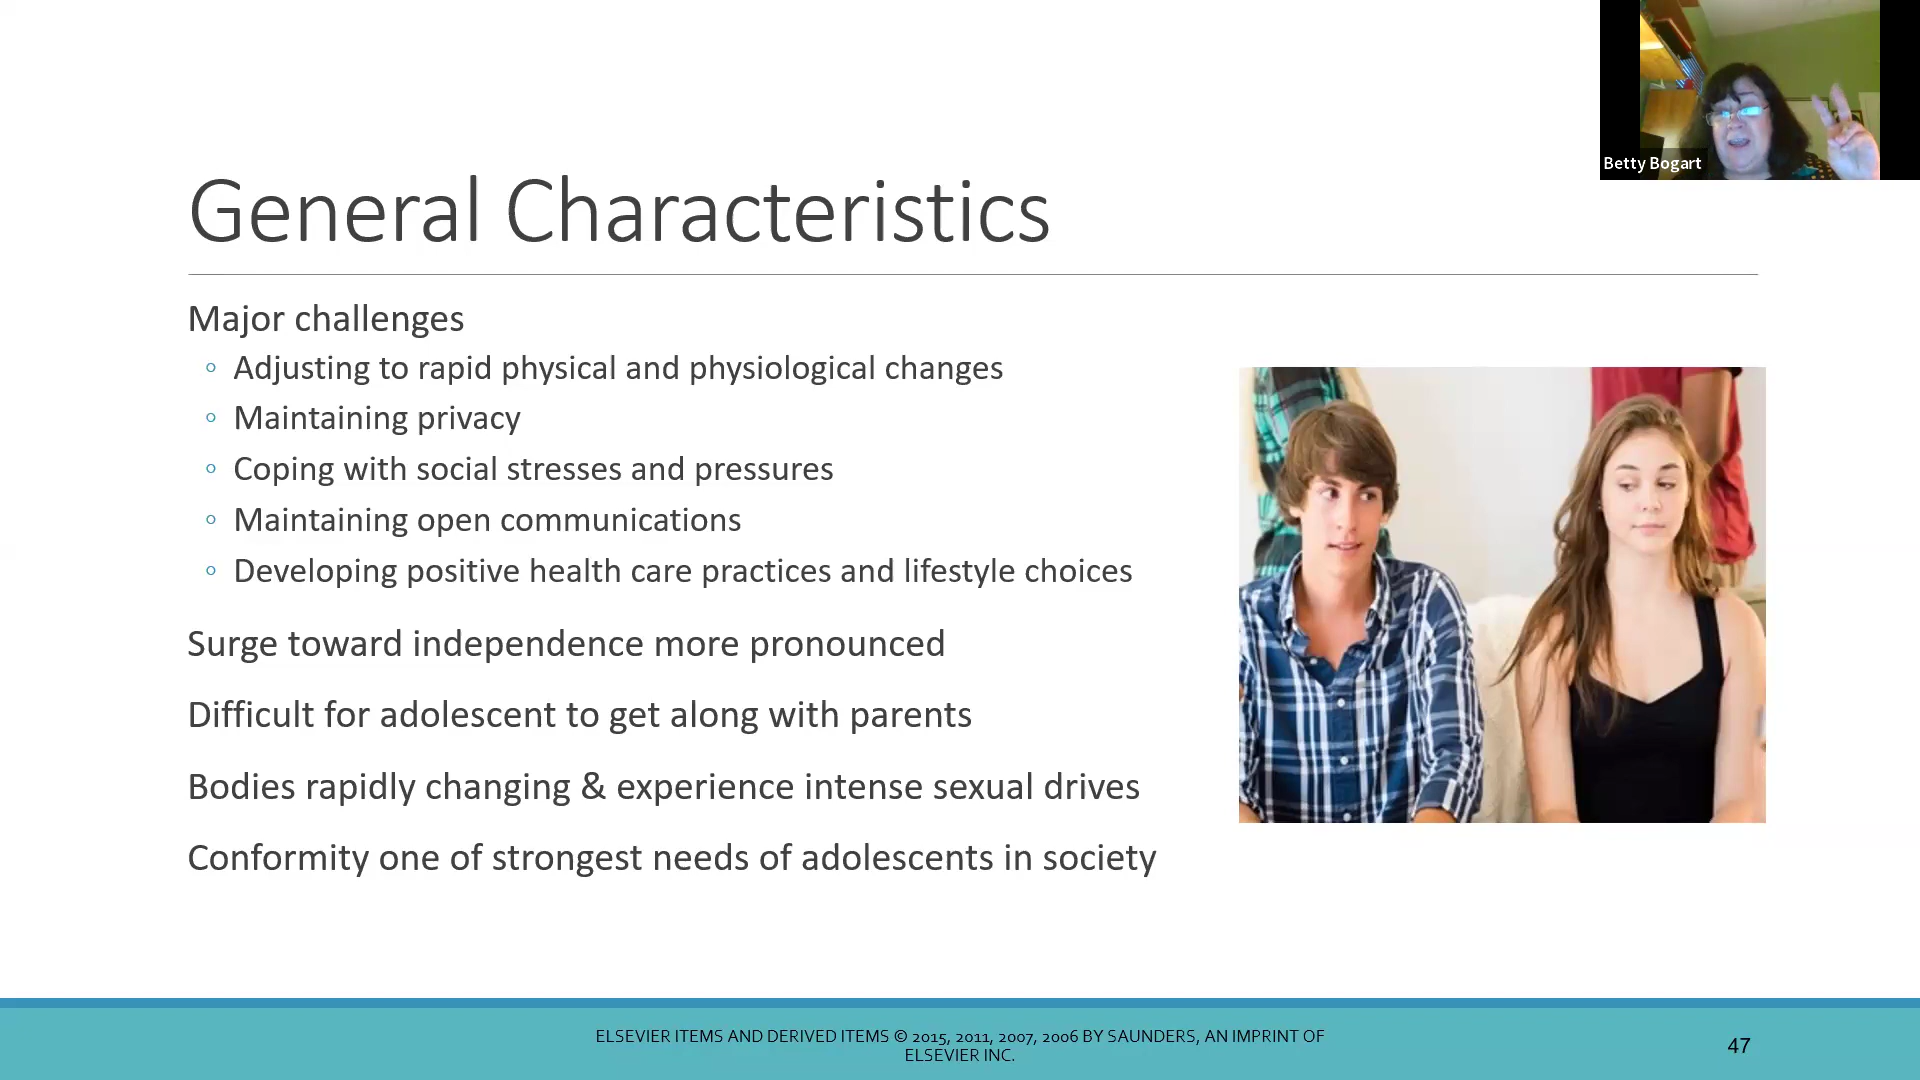 Betty Bogart
General Characteristics
Major challenges
◦ Adjusting to rapid physical and physiological changes
◦ Maintaining privacy
◦ Coping with social stresses and pressures
◦ Maintaining open communications
◦ Developing positive health care practices and lifestyle choices
Surge toward independence more pronounced
Difficult for adolescent to get along with parents
Bodies rapidly changing & experience intense sexual drives
Conformity one of strongest needs of adolescents in society
ELSEVIER ITEMS AND DERIVED ITEMS © 2015, 2011, 2007, 2006 BY SAUNDERS, AN IMPRINT OF
ELSEVIER INC.
47